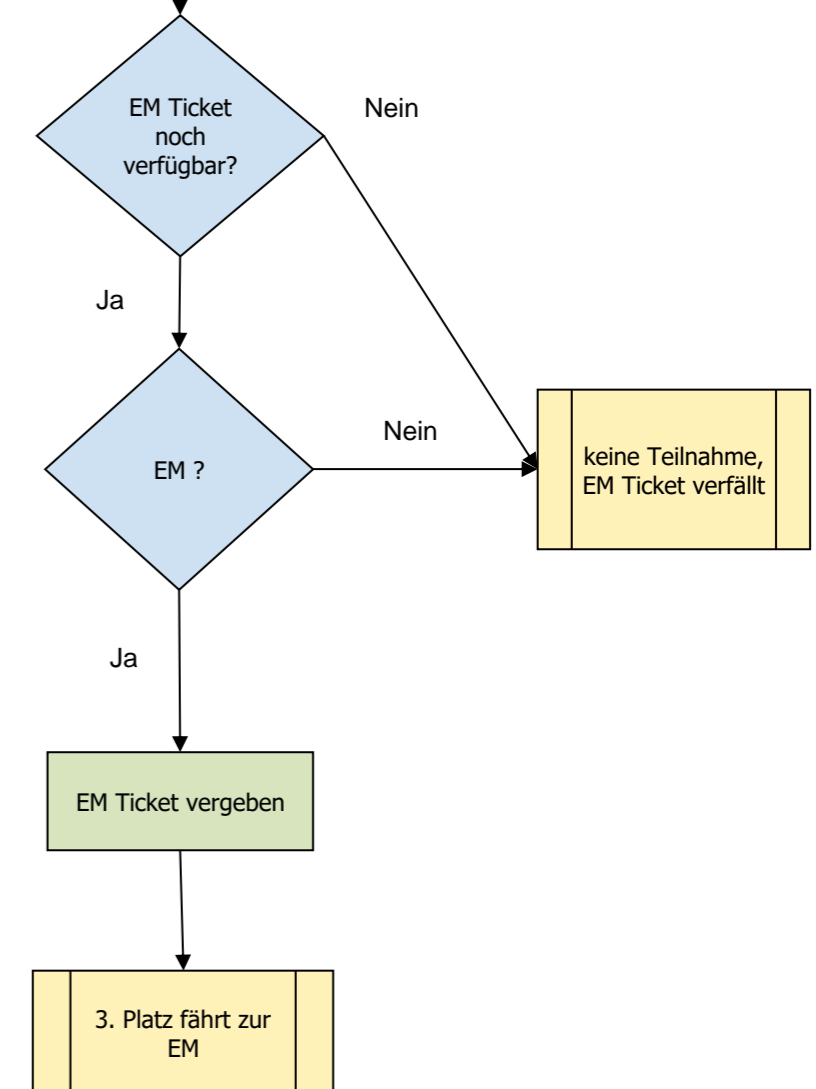 EM Ticket
noch
verfügbar?
Nein
Ja
EM ?
Nein
keine Teilnahme,
EM Ticket verfällt
Ja
EM Ticket vergeben
3. Platz fährt zur
EM